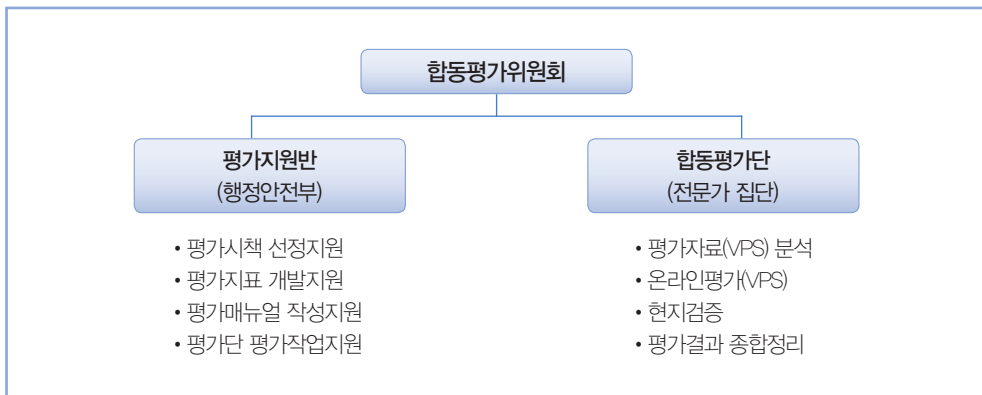 합동평가위원회
평가지원반
(행정안전부)
• 평가시책 선정지원
• 평가지표 개발지원
• 평가매뉴얼 작성지원
• 평가단 평가작업지원
합동평가단
(전문가 집단)
• 평가자료(VPS) 분석
• 온라인평가(VPS)
• 현지검증
• 평가결과 종합정리